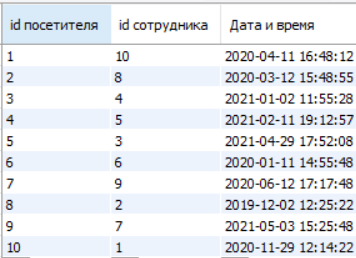 id посетителя id сотрудника Дата и время
1 10 2020-04-11 16:48:12
2 8 2020-03-12 15:48:55
3 4 2021-01-02 11:55:28
4 5 2021-02-11 19:12:57
5 3 2021-04-29 17:52:08
6 6 2020-01-11 14:55:48
7 9 2020-06-12 17:17:48
8 2 2019-12-02 12:25:22
9 7 2021-05-03 15:25:48
10 1 2020-11-29 12:14:22